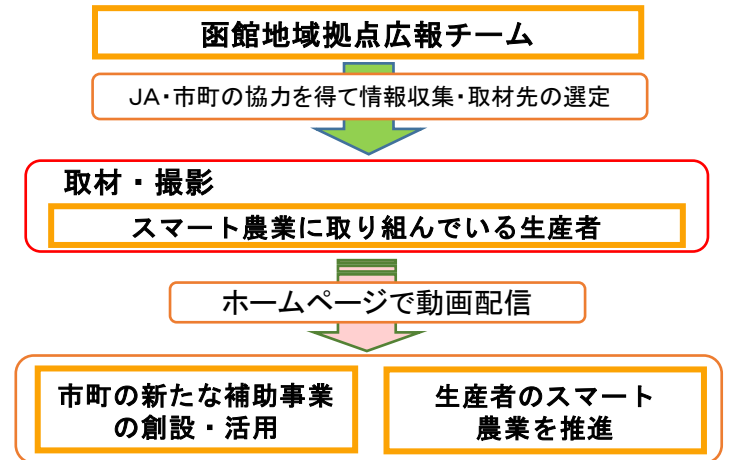 函館地域拠点広報チーム
JA・市町の協力を得て情報収集・取材先の選定
取材・撮影
スマート農業に取り組んでいる生産者
ホームページで動画配信
市町の新たな補助事業
の創設・活用
生産者のスマート
農業を推進